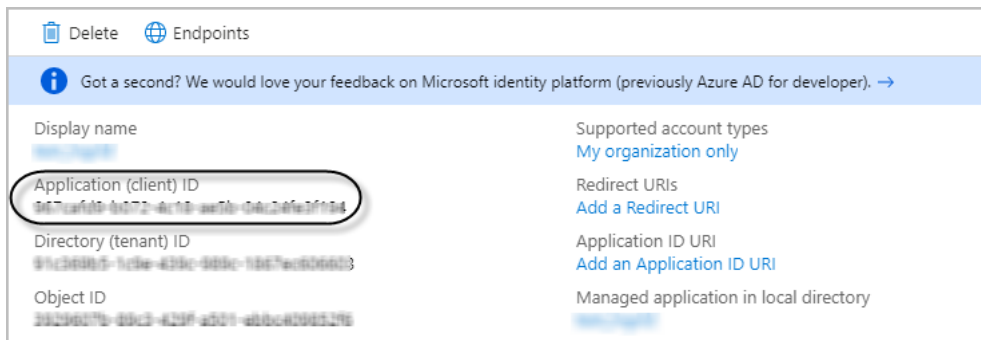 Delete Endpoints
Got a second? We would love your feedback on Microsoft identity platform (previously Azure AD for developer). →
Display name
Supported account types
My organization only
Application (client) ID
Redirect URIs
Add a Redirect URI
Directory (tenant) ID
Application ID URI
Add an Application ID URI
Object ID
Managed application in local directory